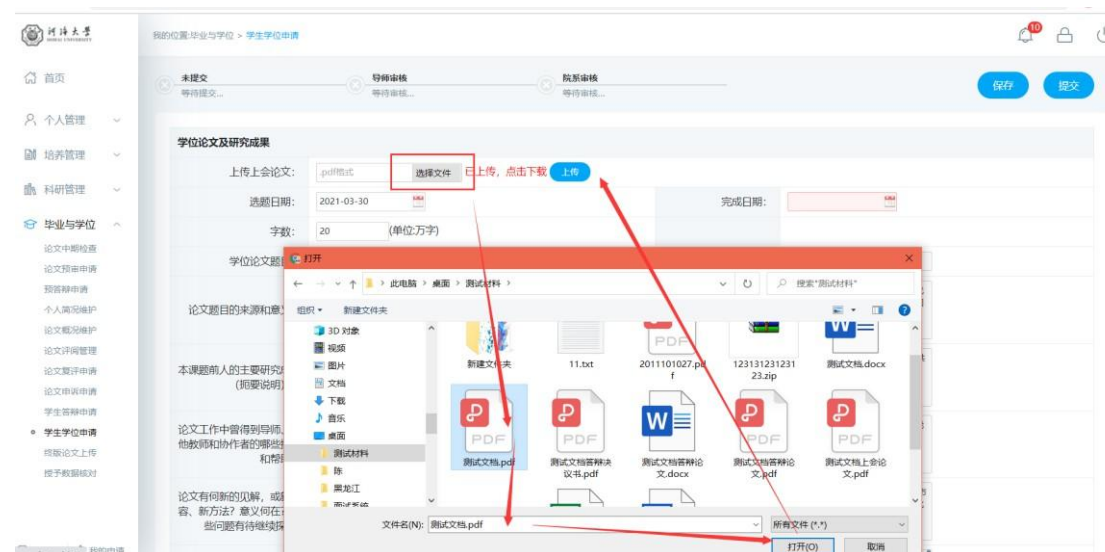 河海大学
HOHAI UNIVERSITY
我的位置:毕业与学位 > 学生学位申请
10
首页
个人管理
培养管理
科研管理
毕业与学位
论文中期检查
论文预审申请
预答辩申请
个人简况维护
论文概况维护
论文评阅管理
论文复评申请
论文申诉申请
学生答辩申请
学生学位申请
终版论文上传
授予数据核对
未提交
等待提交...
导师审核
等待审核...
院系审核
等待审核...
保存
提交
学位论文及研究成果
上传上会论文:
.pdf格式
选择文件
已上传，点击下载
上传
选题日期:
2021-03-30
完成日期:
字数:
20
(单位:万字)
学位论文题
论文题目的来源和意
本课题前人的主要研究
(扼要说明)
论文工作中曾得到导师、
他教师和协作者的哪些
和帮
论文有何新的见解，或
容、新方法？意义何在
些问题有待继续探
打开
此电脑 > 桌面 > 测试材料 >
搜索"测试材料"
组织
新建文件夹
3D 对象
视频
图片
文档
下载
音乐
桌面
测试材料
陈
黑龙江
面试系统
新建文件夹
11.txt
PDF
2011101027.pd
f
123131231231
23.zip
测试文档.docx
PDF
测试文档.pdf
PDF
测试文档答辩决
议书.pdf
测试文档答辩论
文.docx
PDF
测试文档答辩论
文.pdf
PDF
测试文档上会论
文.pdf
文件名(N):
测试文档.pdf
所有文件 (*.*)
打开(O)
取消
我的申请